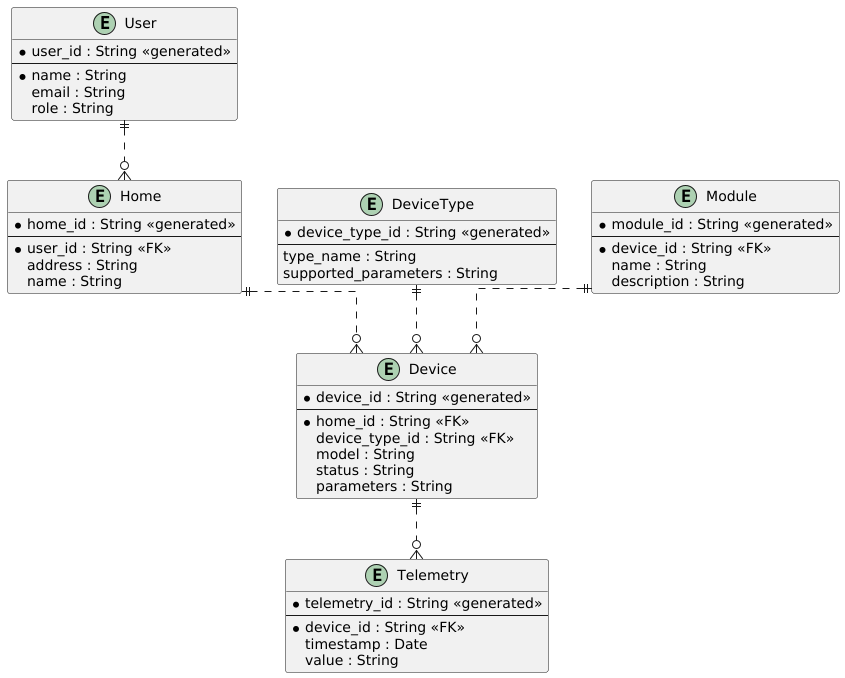 E User
* user_id : String «generated»
* name : String
email : String
role : String
E Home
* home_id : String «generated»
* user_id : String «FK»
address : String
name : String
E DeviceType
* device_type_id : String «generated»
type_name : String
supported_parameters : String
E Module
* module_id : String «generated»
* device_id : String «FK»
name : String
description : String
E Device
* device_id : String «generated»
* home_id : String «FK»
device_type_id : String «FK»
model : String
status : String
parameters : String
E Telemetry
* telemetry_id : String «generated»
* device_id : String «FK»
timestamp : Date
value : String